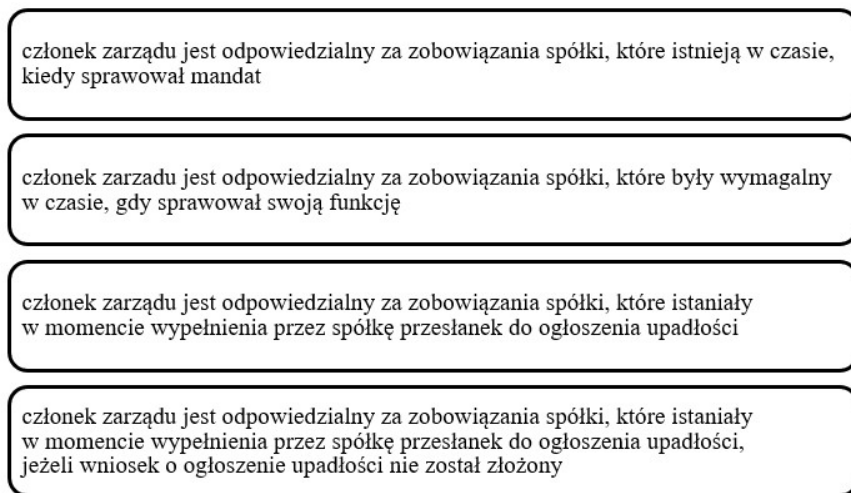 członek zarządu jest odpowiedzialny za zobowiązania spółki, które istnieją w czasie,
kiedy sprawował mandat
członek zarzadu jest odpowiedzialny za zobowiązania spółki, które były wymagalny
w czasie, gdy sprawował swoją funkcję
członek zarządu jest odpowiedzialny za zobowiązania spółki, które istaniały
w momencie wypełnienia przez spółkę przesłanek do ogłoszenia upadłości
członek zarządu jest odpowiedzialny za zobowiązania spółki, które istaniały
w momencie wypełnienia przez spółkę przesłanek do ogłoszenia upadłości,
jeżeli wniosek o ogłoszenie upadłości nie został złożony